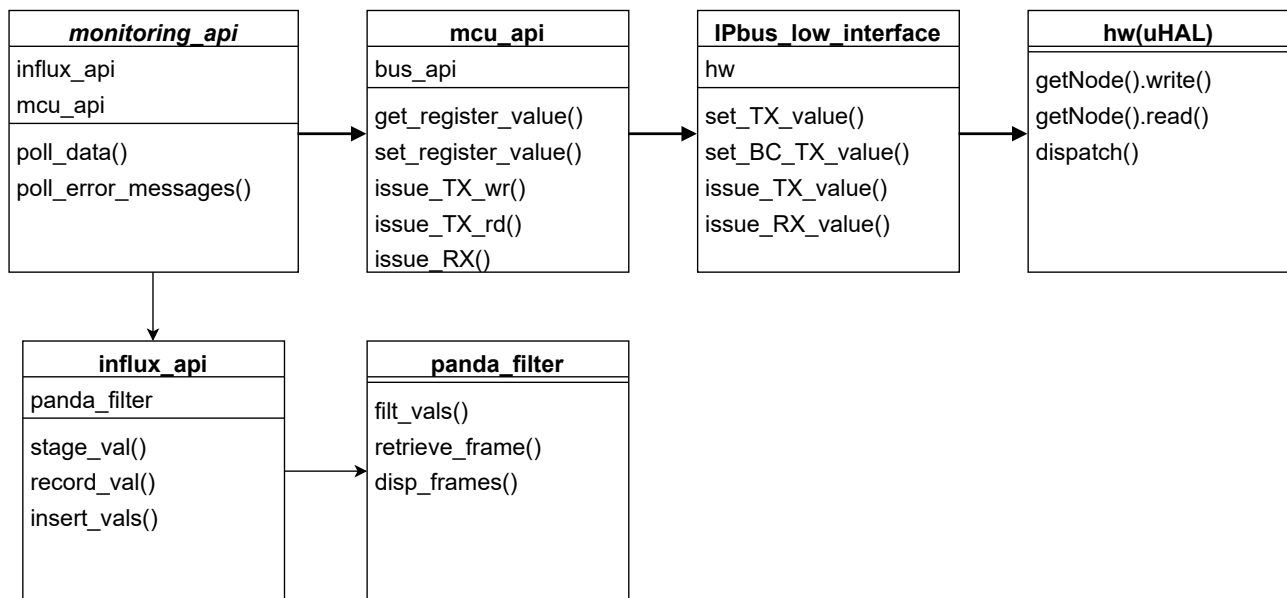 monitoring_api
influx_api
mcu_api
poll_data()
poll_error_messages()
mcu_api
bus_api
get_register_value()
set_register_value()
issue_TX_wr()
issue_TX_rd()
issue_RX()
IPbus_low_interface
hw
set_TX_value()
set_BC_TX_value()
issue_TX_value()
issue_RX_value()
hw(uHAL)
getNode().write()
getNode().read()
dispatch()
influx_api
panda_filter
stage_val()
record_val()
insert_vals()
panda_filter
filt_vals()
retrieve_frame()
disp_frames()